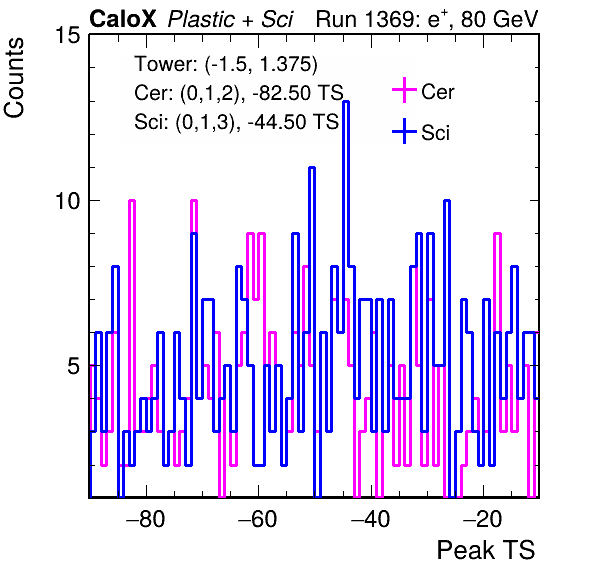 CaloX Plastic + Sci Run 1369: e+, 80 GeV
Counts
15
Tower: (-1.5, 1.375)
Cer: (0,1,2), -82.50 TS
Sci: (0,1,3), -44.50 TS
Cer
Sci
10
5
−80 −60 −40 −20
Peak TS